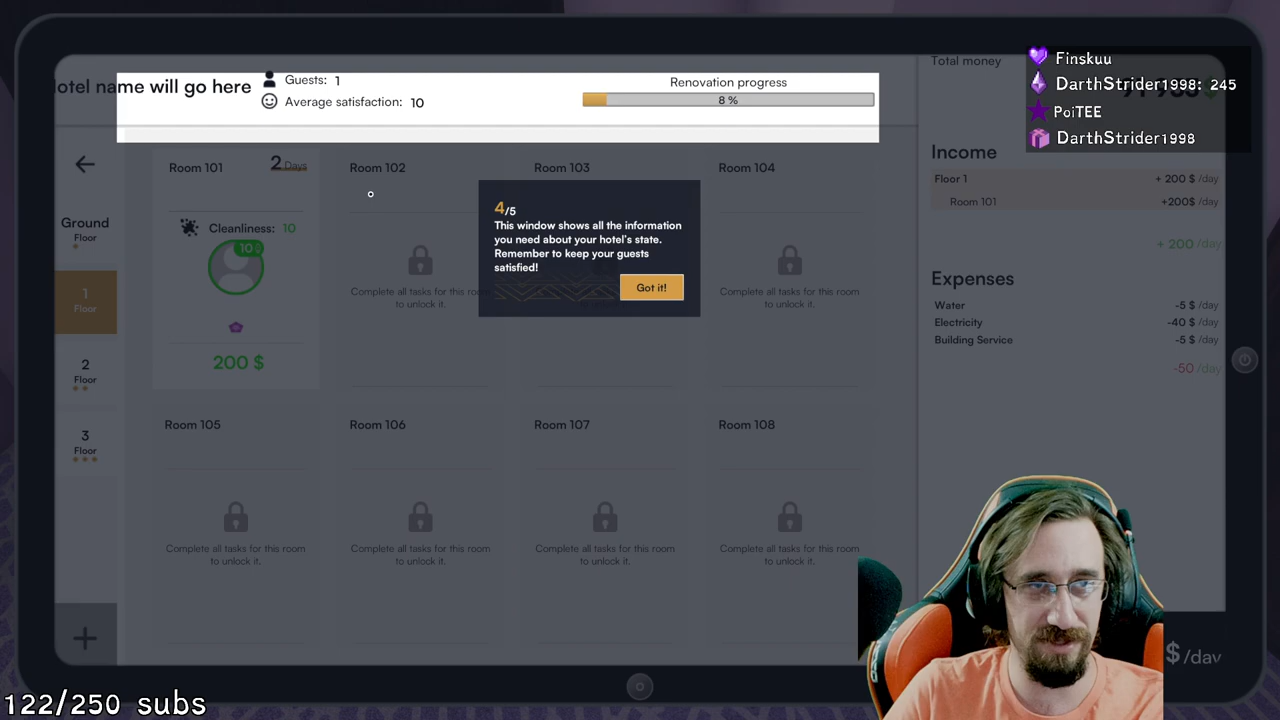 otel name will go here
Guests: 1
Average satisfaction: 10
Renovation progress
8 %
Total money
Finskuu
DarthStrider1998: 245
PoiTEE
DarthStrider1998
Ground
Floor
1
Floor
2
Floor
3
Floor
Room 101
2 Days
Cleanliness: 10
10
200 $
Room 102
Complete all tasks for this roo
to unlock it.
Room 103
4/5
This window shows all the information
you need about your hotel's state.
Remember to keep your guests
satisfied!
Got it!
Room 104
Complete all tasks for this room
to unlock it.
Room 105
Complete all tasks for this room
to unlock it.
Room 106
Complete all tasks for this room
to unlock it.
Room 107
Complete all tasks for this room
to unlock it.
Room 108
Complete all tasks for this room
to unlock it.
Income
Floor 1 + 200 $ /day
Room 101 +200$ /day
+ 200 /day
Expenses
Water -5 $ /day
Electricity -40 $ /day
Building Service -5 $ /day
-50 /day
$/day
122/250 subs